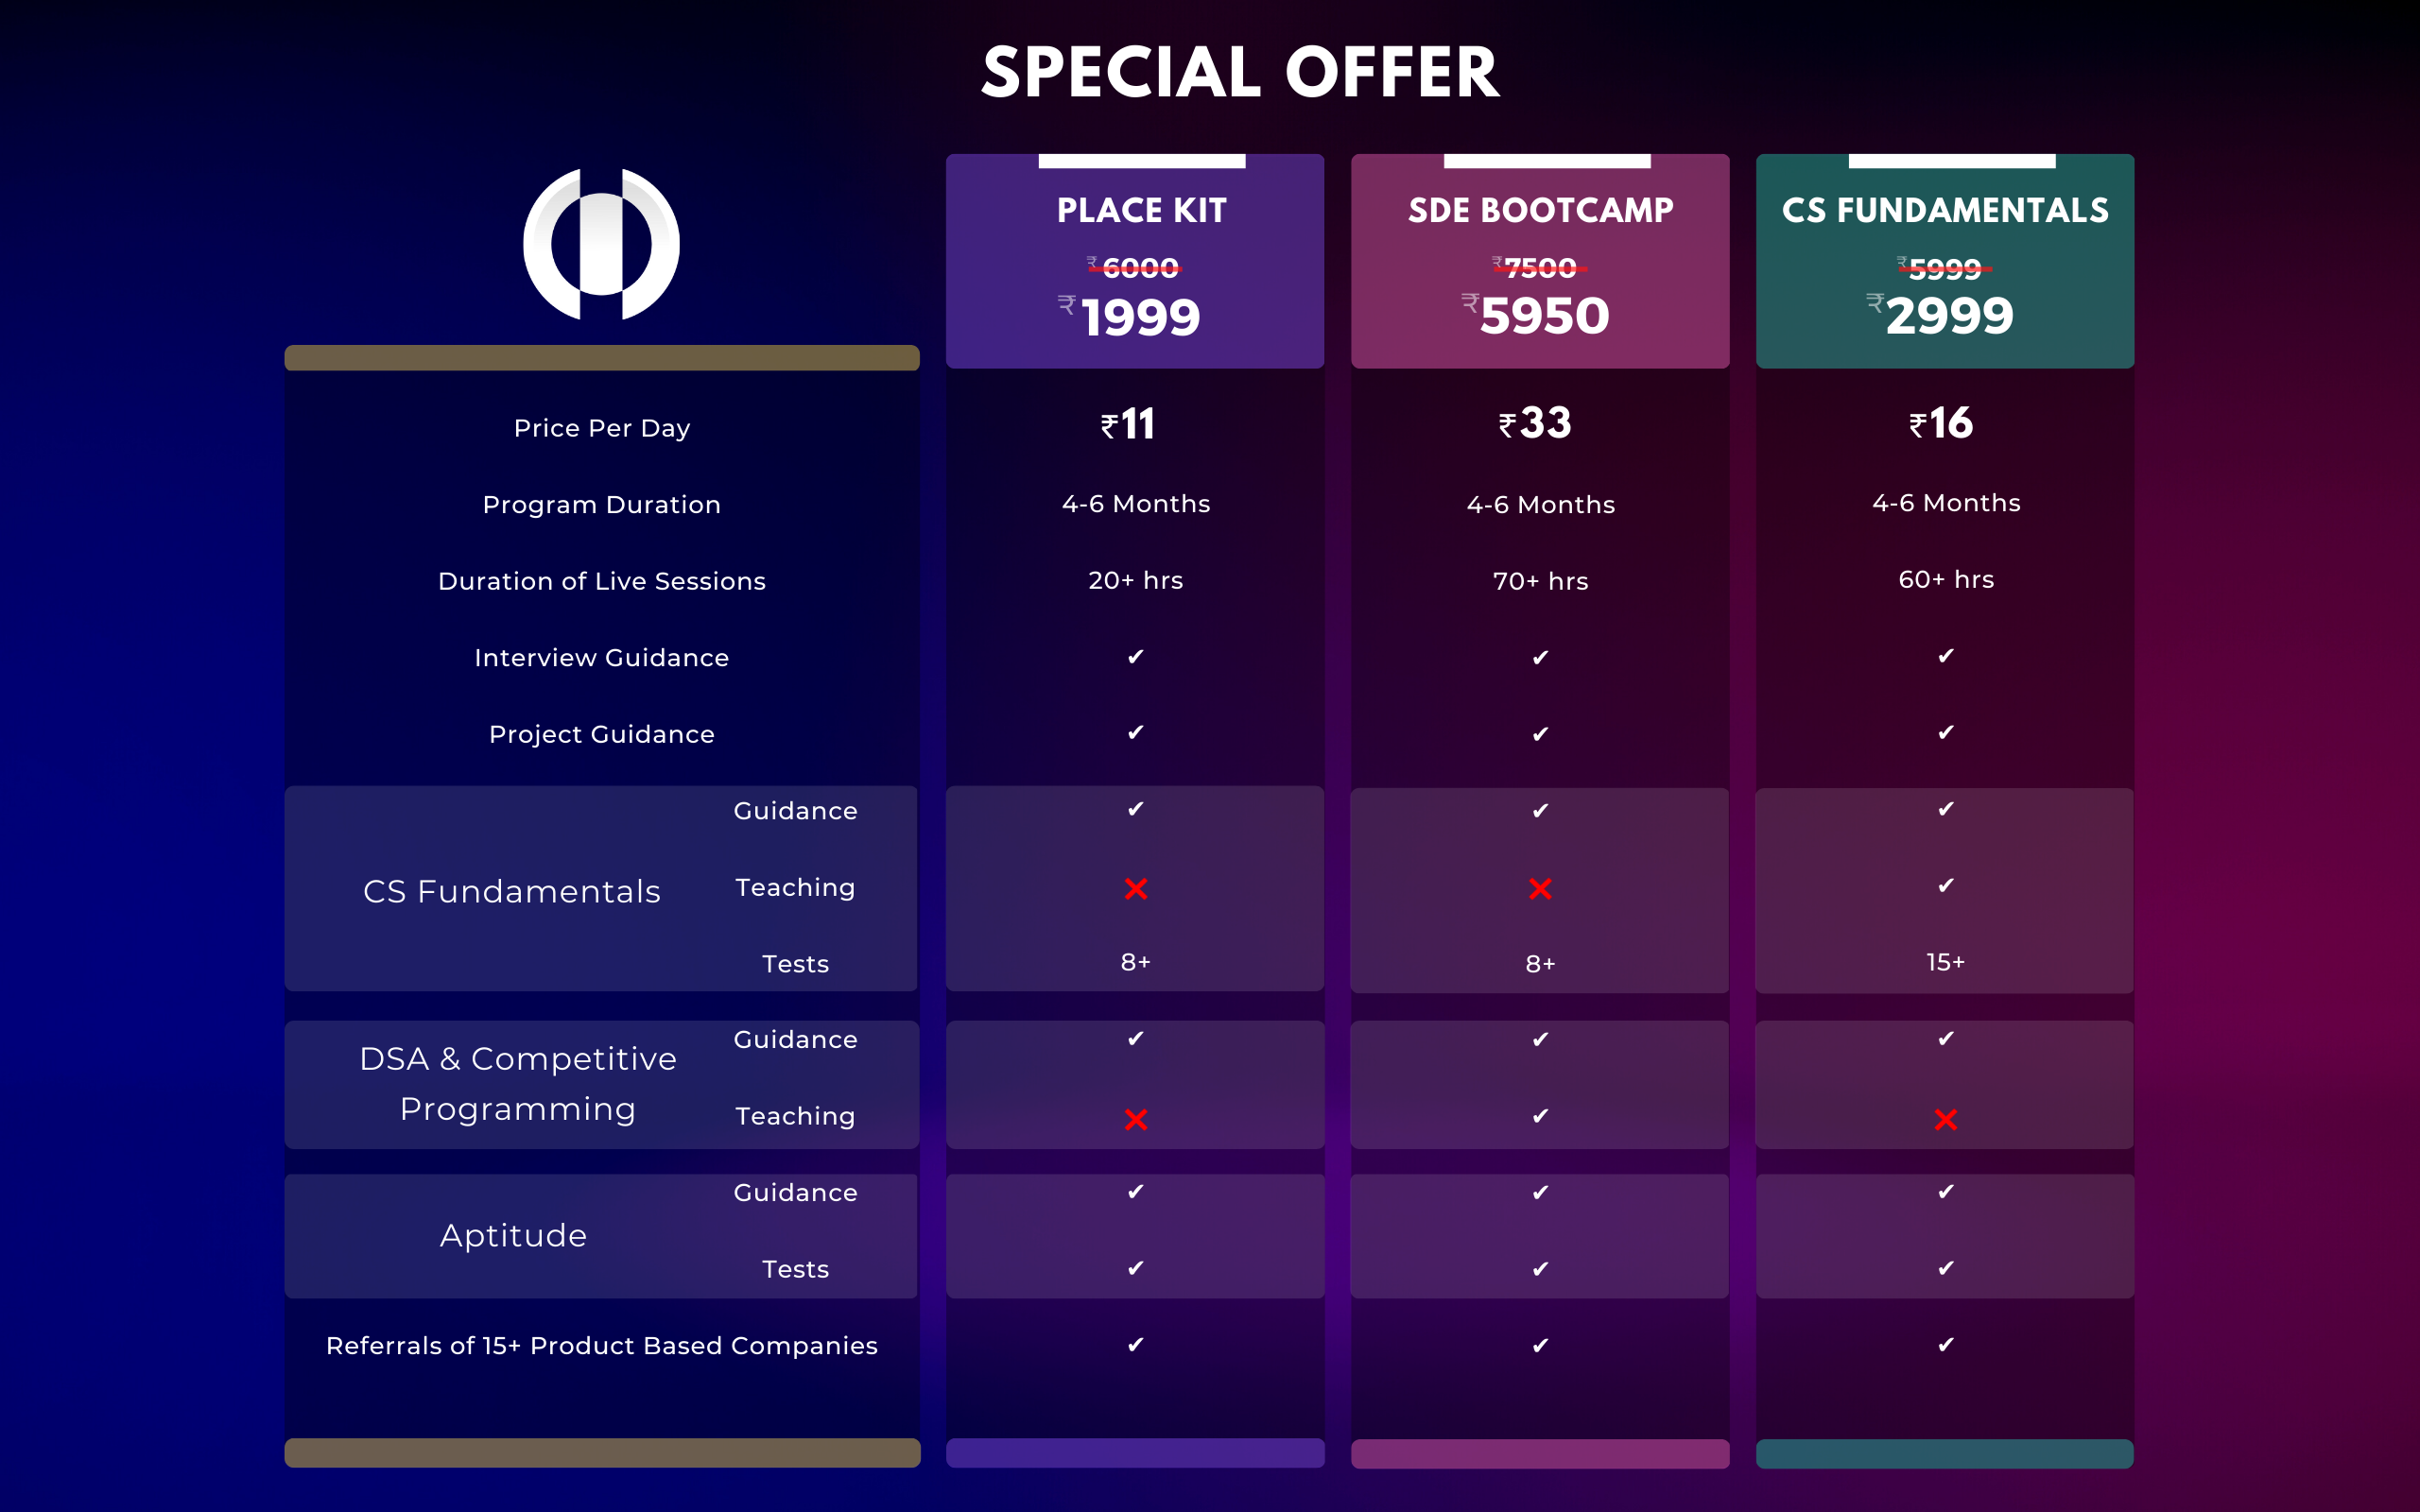 SPECIAL OFFER
PLACE KIT SDE BOOTCAMP CS FUNDAMENTALS
₹ 6000 ₹ 7500 ₹ 5999
₹ 1999 ₹ 5950 ₹ 2999
Price Per Day ₹11 ₹33 ₹16
Program Duration 4-6 Months 4-6 Months 4-6 Months
Duration of Live Sessions 20+ hrs 70+ hrs 60+ hrs
Interview Guidance ✔ ✔ ✔
Project Guidance ✔ ✔ ✔
Guidance ✔ ✔ ✔
CS Fundamentals Teaching ✕ ✕ ✔
Tests 8+ 8+ 15+
Guidance ✔ ✔ ✔
DSA & Competitive
Programming Teaching ✕ ✔ ✕
Guidance ✔ ✔ ✔
Aptitude
Tests ✔ ✔ ✔
Referrals of 15+ Product Based Companies ✔ ✔ ✔